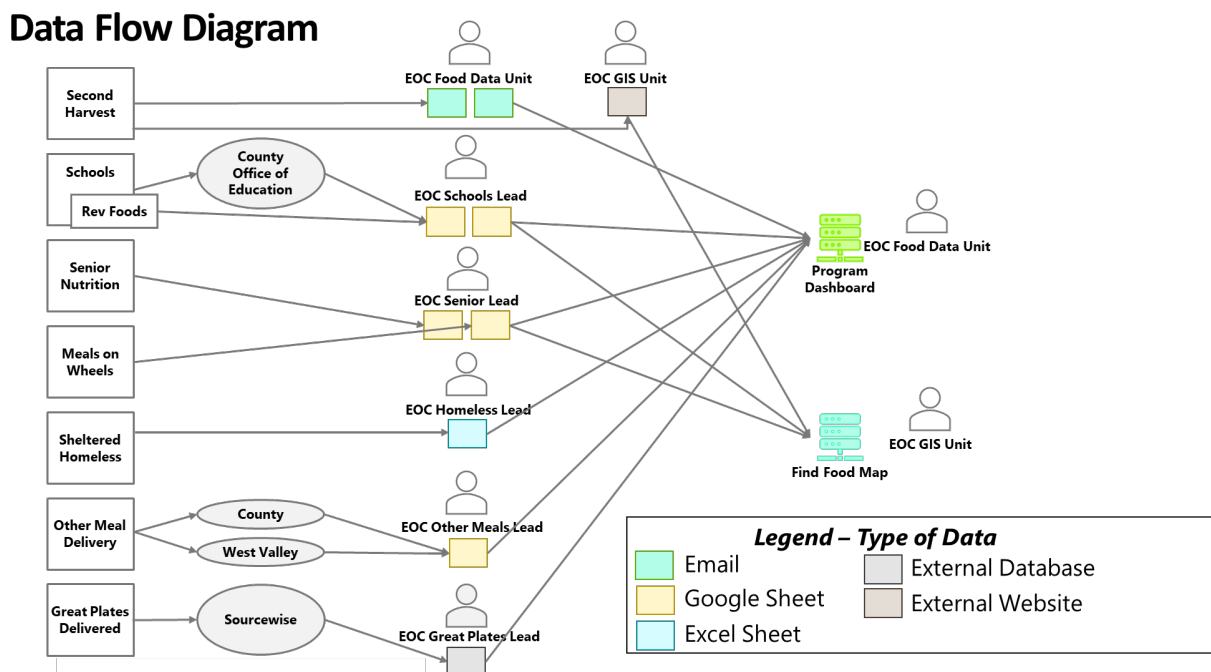 Data Flow Diagram
EOC Food Data Unit
EOC GIS Unit
Second
Harvest
Schools
County
Office of
Education
EOC Schools Lead
Rev Foods
EOC Food Data Unit
Program
Dashboard
Senior
Nutrition
EOC Senior Lead
Meals on
Wheels
EOC Homeless Lead
Sheltered
Homeless
EOC GIS Unit
Find Food Map
Other Meal
Delivery
County
West Valley
EOC Other Meals Lead
Great Plates
Delivered
Sourcewise
EOC Great Plates Lead
Legend – Type of Data
Email
Google Sheet
Excel Sheet
External Database
External Website